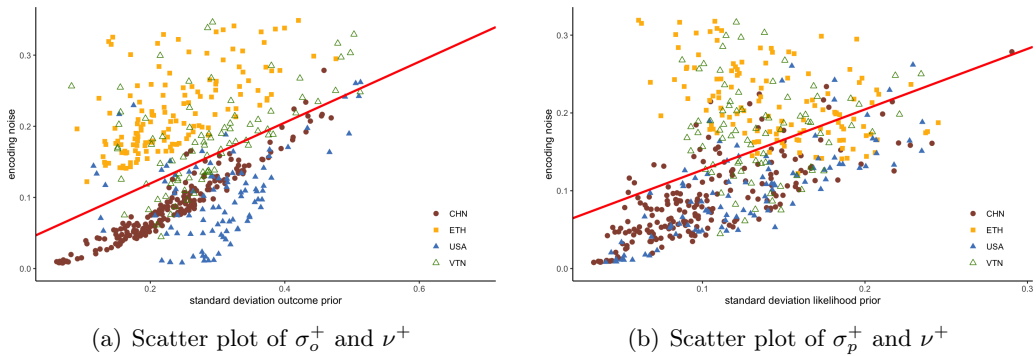 encoding noise
0.3
0.2
0.1
0.0
CHN
ETH
USA
VTN
0.2
0.4
0.6
standard deviation outcome prior
encoding noise
0.3
0.2
0.1
0.0
CHN
ETH
USA
VTN
0.1
0.2
0.3
standard deviation likelihood prior
(a) Scatter plot of σₒ⁺ and ν⁺
(b) Scatter plot of σₚ⁺ and ν⁺